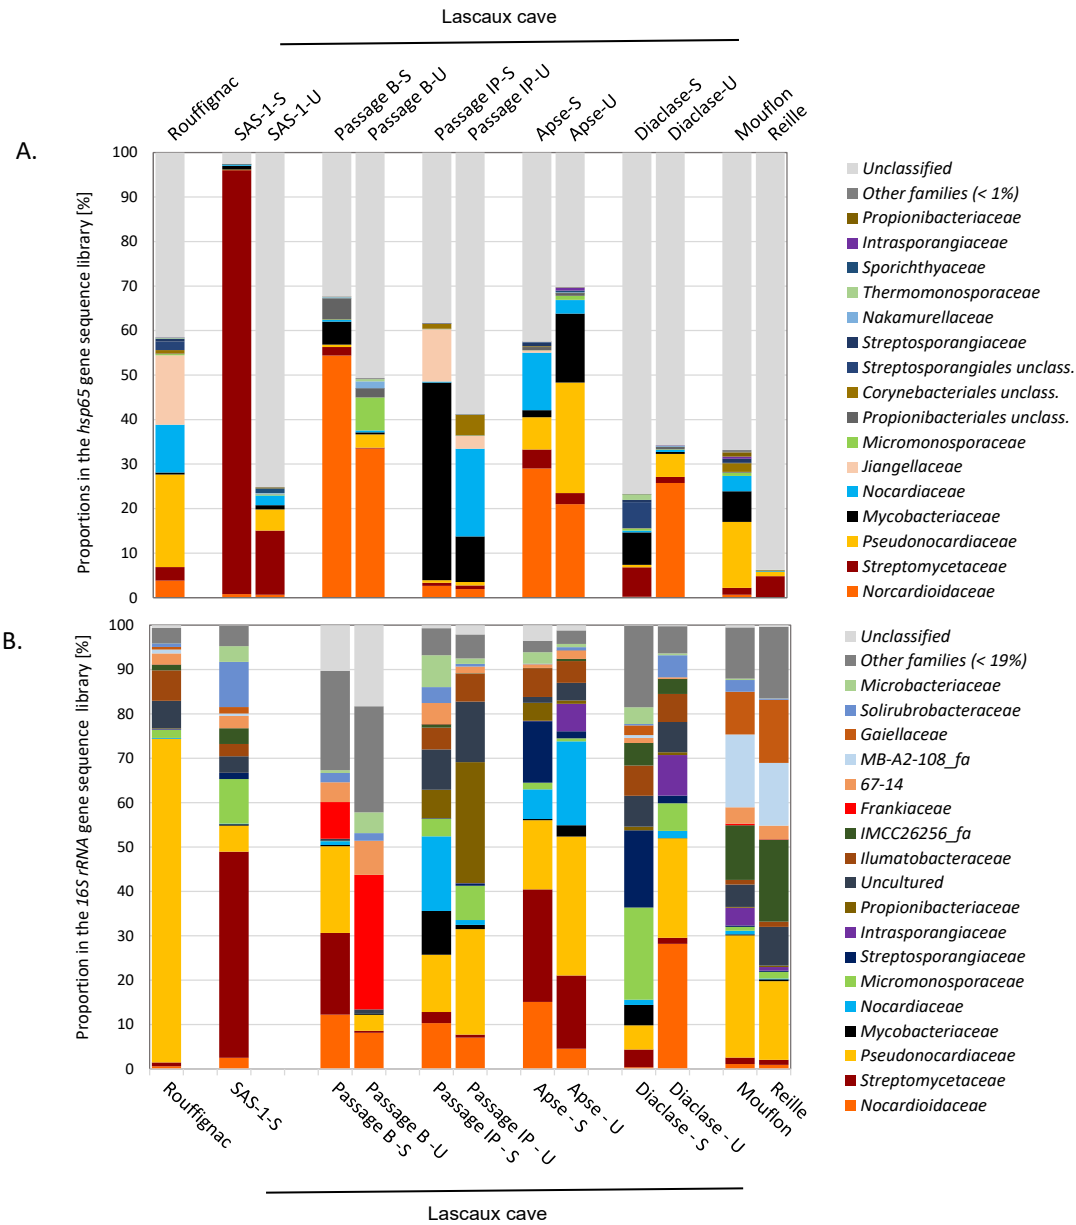 Lascaux cave
Rouffignac
SAS-1-S
SAS-1-U
Passage B-S
Passage B-U
Passage IP-S
Passage IP-U
Apse-S
Apse-U
Diaclase-S
Diaclase-U
Mouflon
Reille
A.
Proportions in the hsp65 gene sequence library [%]
100
90
80
70
60
50
40
30
20
10
0
Unclassified
Other families (< 1%)
Propionibacteriaceae
Intrasporangiaceae
Sporichthyaceae
Thermomonosporaceae
Nakamurellaceae
Streptosporangiaceae
Streptosporangiales unclass.
Corynebacteriales unclass.
Propionibacteriales unclass.
Micromonosporaceae
Jiangellaceae
Nocardiaceae
Mycobacteriaceae
Pseudonocardiaceae
Streptomycetaceae
Norcardioidaceae
B.
Proportion in the 16S rRNA gene sequence library [%]
100
90
80
70
60
50
40
30
20
10
0
Unclassified
Other families (< 19%)
Microbacteriaceae
Solirubrobacteraceae
Gaiellaceae
MB-A2-108_fa
67-14
Frankiaceae
IMCC26256_fa
Ilumatobacteraceae
Uncultured
Propionibacteriaceae
Intrasporangiaceae
Streptosporangiaceae
Micromonosporaceae
Nocardiaceae
Mycobacteriaceae
Pseudonocardiaceae
Streptomycetaceae
Nocardioidaceae
Rouffignac
SAS-1-S
Passage B -S
Passage B -U
Passage IP - S
Passage IP - U
Apse - S
Apse - U
Diaclase - S
Diaclase - U
Mouflon
Reille
Lascaux cave